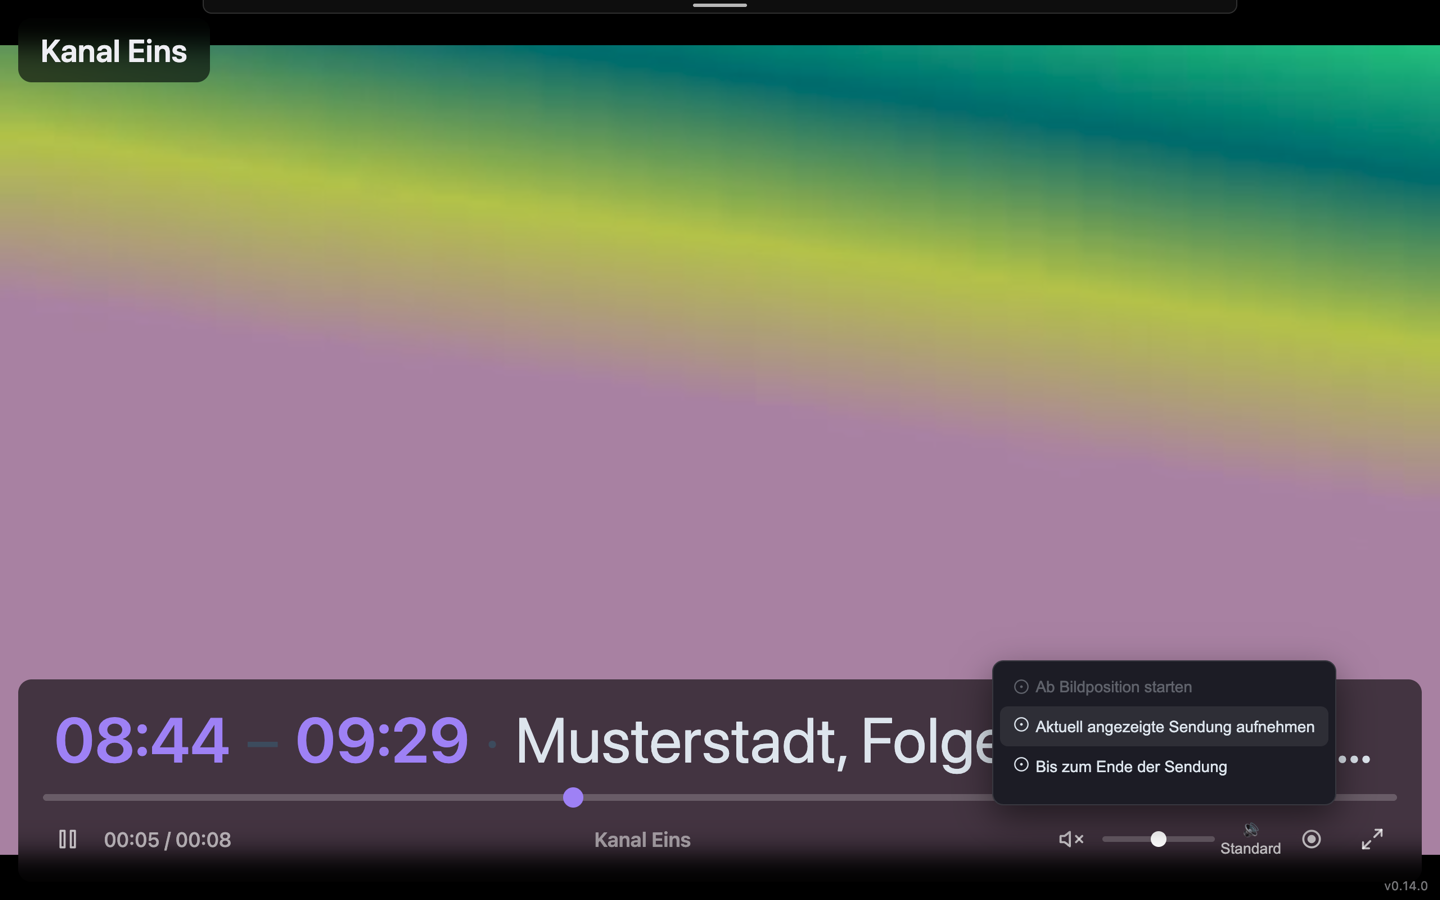 Kanal Eins
Ab Bildposition starten
Aktuell angezeigte Sendung aufnehmen
Bis zum Ende der Sendung
08:44 – 09:29 · Musterstadt, Folge ...
00:05 / 00:08
Kanal Eins
Standard
v0.14.0